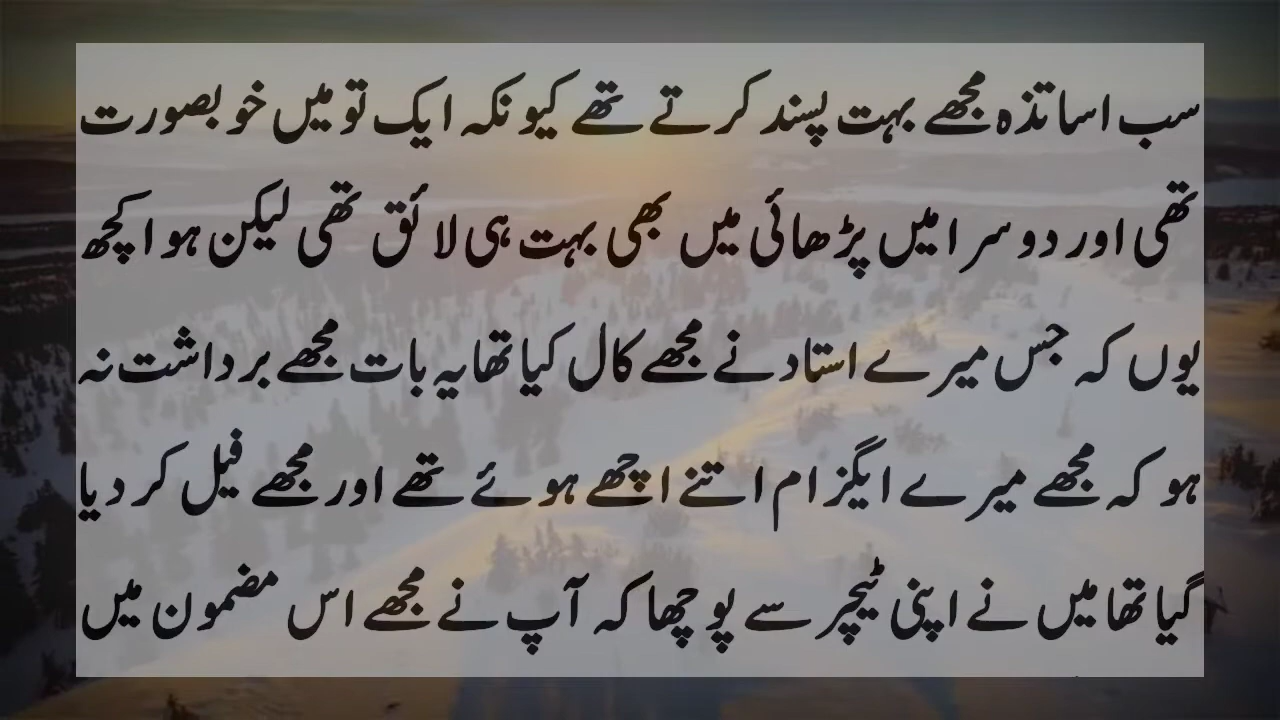 سب اساتذہ مجھے بہت پسند کرتے تھے کیونکہ ایک تو میں خوبصورت
تھی اور دوسرا میں پڑھائی میں بھی بہت ہی لائق تھی لیکن ہوا کچھ
یوں کہ جس میرے استاد نے مجھے کال کیا تھا یہ بات مجھے برداشت نہ
ہو کہ مجھے میرے ایگزام اتنے اچھے ہوئے تھے اور مجھے فیل کر دیا
گیا تھا میں نے اپنی ٹیچر سے پوچھا کہ آپ نے مجھے اس مضمون میں